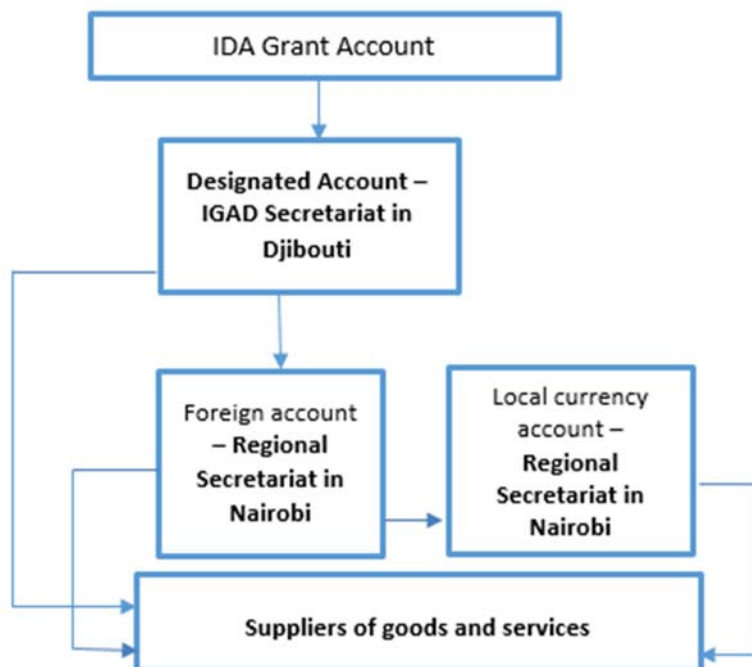 IDA Grant Account
Designated Account –
IGAD Secretariat in
Djibouti
Foreign account
– Regional
Secretariat in
Nairobi
Local currency
account –
Regional
Secretariat in
Nairobi
Suppliers of goods and services